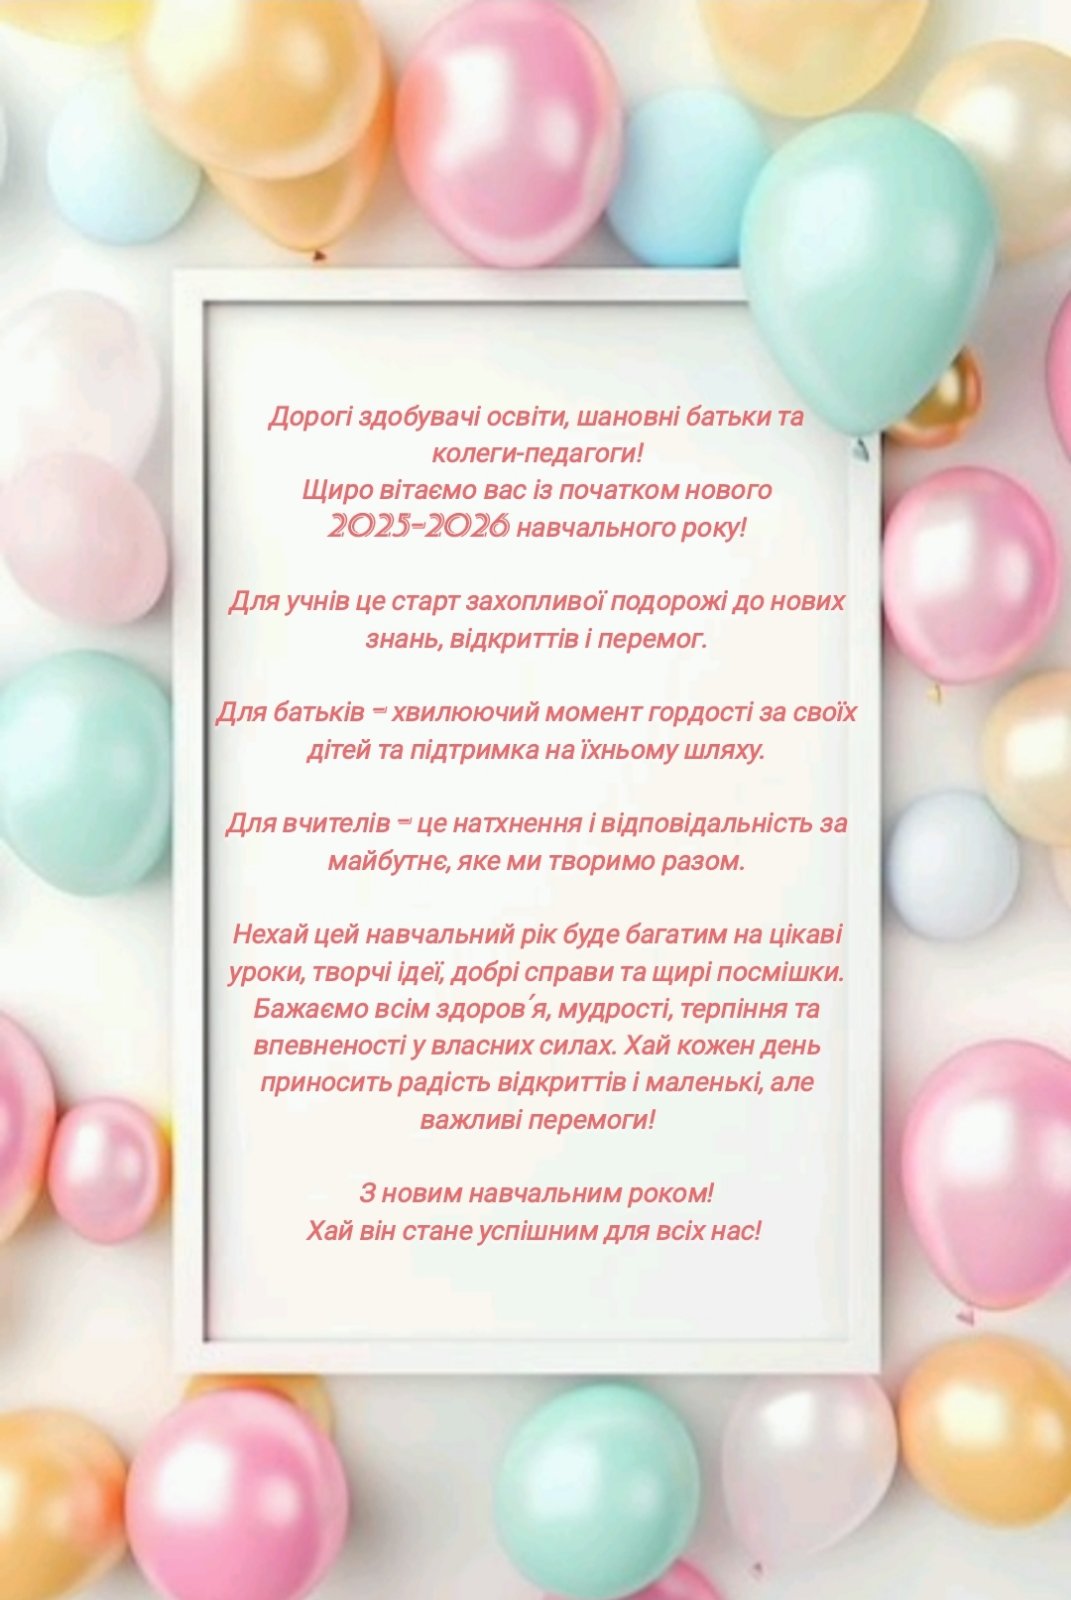 Дорогі здобувачі освіти, шановні батьки та
колеги-педагоги!
Щиро вітаємо вас із початком нового
2025-2026 навчального року!
Для учнів це старт захопливої подорожі до нових
знань, відкриттів і перемог.
Для батьків – хвилюючий момент гордості за своїх
дітей та підтримка на їхньому шляху.
Для вчителів – це натхнення і відповідальність за
майбутнє, яке ми творимо разом.
Нехай цей навчальний рік буде багатим на цікаві
уроки, творчі ідеї, добрі справи та щирі посмішки.
Бажаємо всім здоров´я, мудрості, терпіння та
впевненості у власних силах. Хай кожен день
приносить радість відкриттів і маленькі, але
важливі перемоги!
З новим навчальним роком!
Хай він стане успішним для всіх нас!